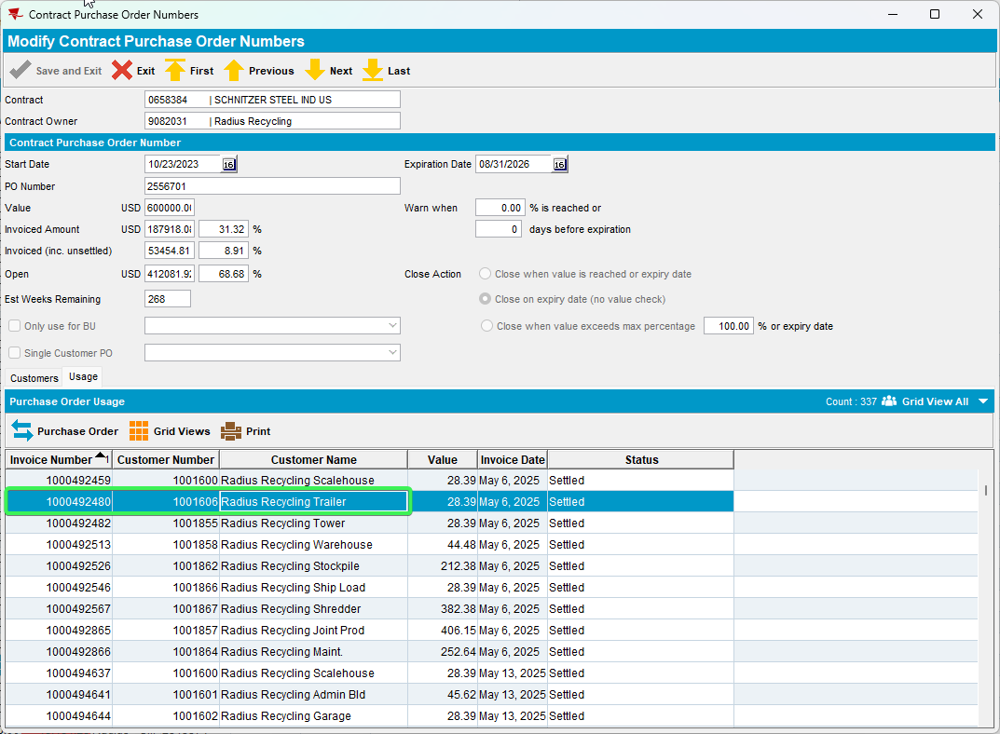 Contract Purchase Order Numbers
Modify Contract Purchase Order Numbers
Save and Exit Exit First Previous Next Last
Contract 0658384 | SCHNITZER STEEL IND US
Contract Owner 9082031 | Radius Recycling
Contract Purchase Order Number
Start Date 10/23/2023 16 Expiration Date 08/31/2026 16
PO Number 2556701
Value USD 600000.0 Warn when 0.00 % is reached or
Invoiced Amount USD 187918.0 31.32 % 0 days before expiration
Invoiced (inc. unsettled) 53454.81 8.91 %
Open USD 412081.9 68.68 % Close Action Close when value is reached or expiry date
Est Weeks Remaining 268 Close on expiry date (no value check)
Only use for BU Close when value exceeds max percentage 100.00 % or expiry date
Single Customer PO
Customers Usage
Purchase Order Usage Count : 337 Grid View All
Purchase Order Grid Views Print
Invoice Number 1 Customer Number Customer Name Value Invoice Date Status
1000492459 1001600 Radius Recycling Scalehouse 28.39 May 6, 2025 Settled
1000492480 1001606 Radius Recycling Trailer 28.39 May 6, 2025 Settled
1000492482 1001855 Radius Recycling Tower 28.39 May 6, 2025 Settled
1000492513 1001858 Radius Recycling Warehouse 44.48 May 6, 2025 Settled
1000492526 1001862 Radius Recycling Stockpile 212.38 May 6, 2025 Settled
1000492546 1001866 Radius Recycling Ship Load 28.39 May 6, 2025 Settled
1000492567 1001867 Radius Recycling Shredder 382.38 May 6, 2025 Settled
1000492865 1001857 Radius Recycling Joint Prod 406.15 May 6, 2025 Settled
1000492866 1001864 Radius Recycling Maint. 252.64 May 6, 2025 Settled
1000494637 1001600 Radius Recycling Scalehouse 28.39 May 13, 2025 Settled
1000494641 1001601 Radius Recycling Admin Bld 45.62 May 13, 2025 Settled
1000494644 1001602 Radius Recycling Garage 28.39 May 13, 2025 Settled